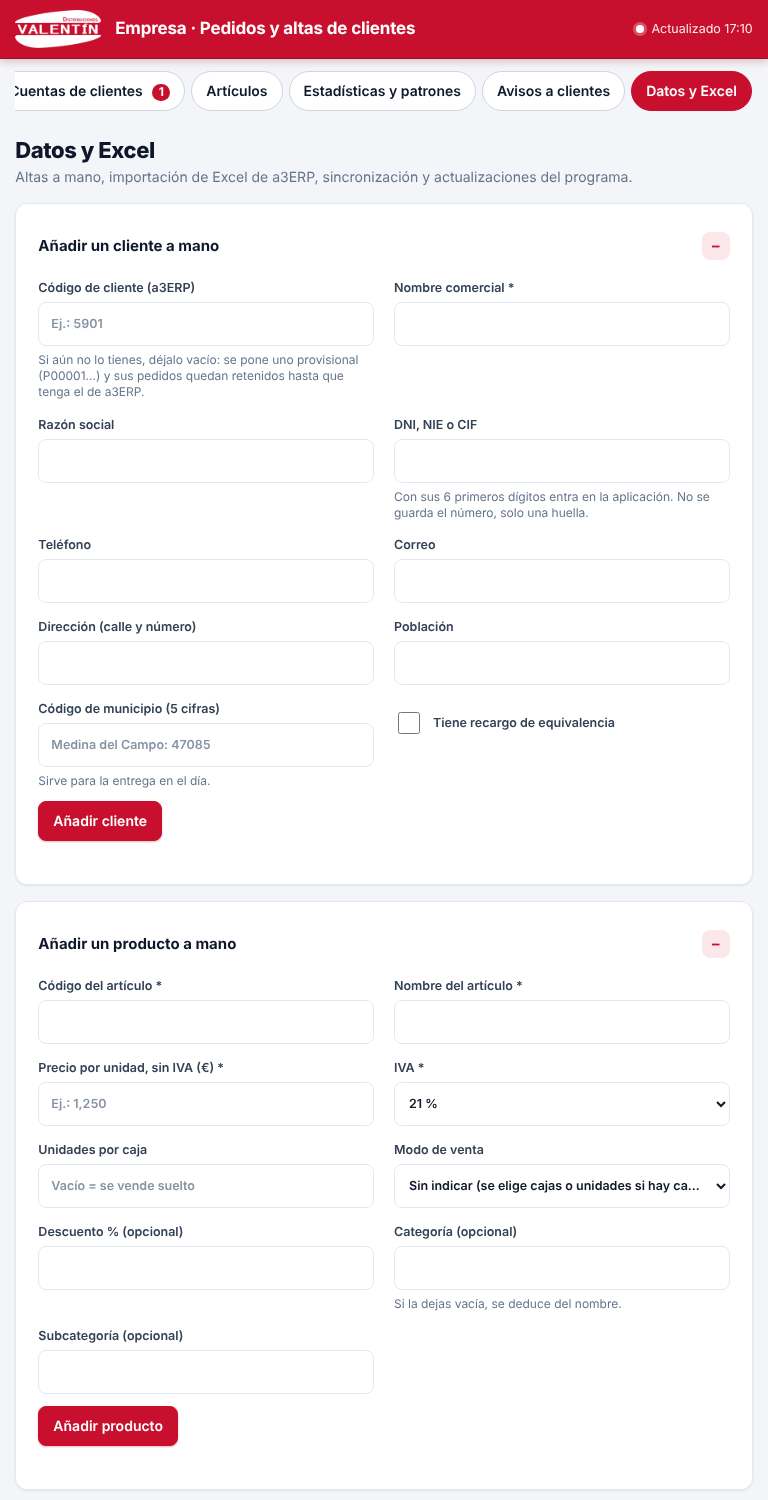 Distribuciones
VALENTÍN
Empresa · Pedidos y altas de clientes
Actualizado 17:10
Cuentas de clientes 1
Artículos
Estadísticas y patrones
Avisos a clientes
Datos y Excel
Datos y Excel
Altas a mano, importación de Excel de a3ERP, sincronización y actualizaciones del programa.
Añadir un cliente a mano
–
Código de cliente (a3ERP)
Nombre comercial *
Ej.: 5901
Si aún no lo tienes, déjalo vacío: se pone uno provisional
(P00001...) y sus pedidos quedan retenidos hasta que
tenga el de a3ERP.
Razón social
DNI, NIE o CIF
Con sus 6 primeros dígitos entra en la aplicación. No se
guarda el número, solo una huella.
Teléfono
Correo
Dirección (calle y número)
Población
Código de municipio (5 cifras)
Tiene recargo de equivalencia
Medina del Campo: 47085
Sirve para la entrega en el día.
Añadir cliente
Añadir un producto a mano
–
Código del artículo *
Nombre del artículo *
Precio por unidad, sin IVA (€) *
IVA *
Ej.: 1,250
21 %
Unidades por caja
Modo de venta
Vacío = se vende suelto
Sin indicar (se elige cajas o unidades si hay ca...
Descuento % (opcional)
Categoría (opcional)
Si la dejas vacía, se deduce del nombre.
Subcategoría (opcional)
Añadir producto